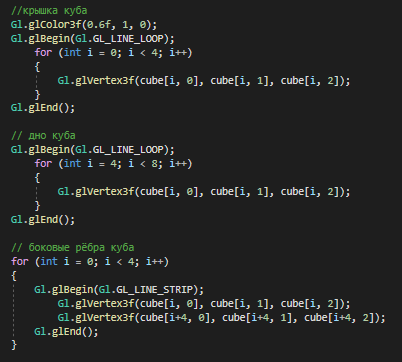 //крышка куба
Gl.glColor3f(0.6f, 1, 0);
Gl.glBegin(Gl.GL_LINE_LOOP);
for (int i = 0; i < 4; i++)
{
Gl.glVertex3f(cube[i, 0], cube[i, 1], cube[i, 2]);
}
Gl.glEnd();
// дно куба
Gl.glBegin(Gl.GL_LINE_LOOP);
for (int i = 4; i < 8; i++)
{
Gl.glVertex3f(cube[i, 0], cube[i, 1], cube[i, 2]);
}
Gl.glEnd();
// боковые рёбра куба
for (int i = 0; i < 4; i++)
{
Gl.glBegin(Gl.GL_LINE_STRIP);
Gl.glVertex3f(cube[i, 0], cube[i, 1], cube[i, 2]);
Gl.glVertex3f(cube[i+4, 0], cube[i+4, 1], cube[i+4, 2]);
Gl.glEnd();
}